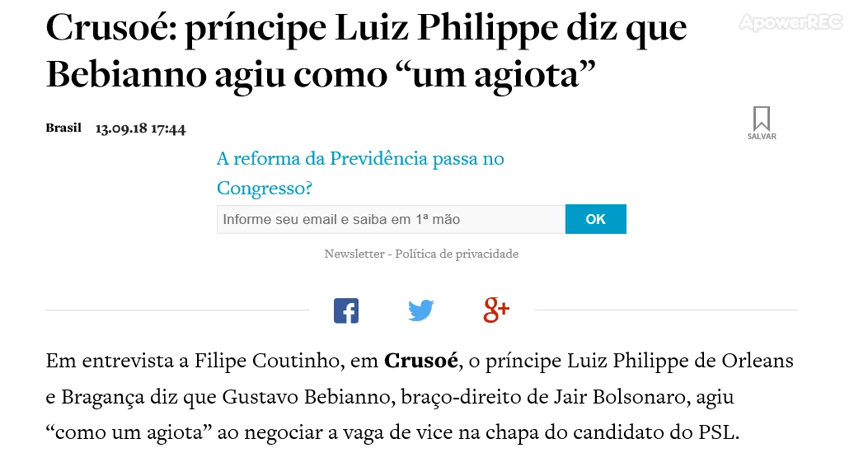 ApowerREC
Crusoé: príncipe Luiz Philippe diz que
Bebianno agiu como “um agiota”
Brasil 13.09.18 17:44
SALVAR
A reforma da Previdência passa no
Congresso?
Informe seu email e saiba em 1ª mão OK
Newsletter - Política de privacidade
f g+
Em entrevista a Filipe Coutinho, em Crusoé, o príncipe Luiz Philippe de Orleans
e Bragança diz que Gustavo Bebianno, braço-direito de Jair Bolsonaro, agiu
“como um agiota” ao negociar a vaga de vice na chapa do candidato do PSL.